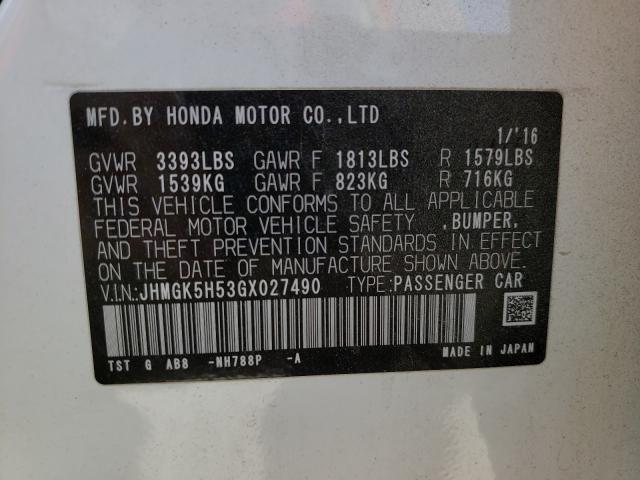 MFD.BY HONDA MOTOR CO.,LTD
1/'16
GVWR 3393LBS GAWR F 1813LBS R 1579LBS
GVWR 1539KG GAWR F 823KG R 716KG
THIS VEHICLE CONFORMS TO ALL APPLICABLE
FEDERAL MOTOR VEHICLE SAFETY ,BUMPER,
AND THEFT PREVENTION STANDARDS IN EFFECT
ON THE DATE OF MANUFACTURE SHOWN ABOVE.
V.I.N:JHMGK5H53GX027490 TYPE:PASSENGER CAR
TST G AB8 -NH788P -A MADE IN JAPAN